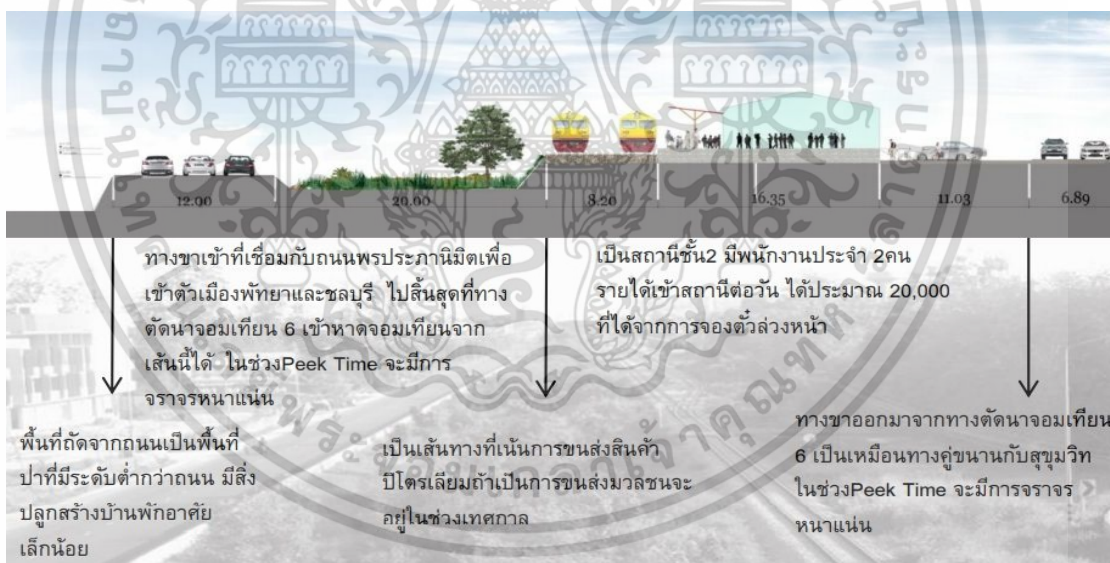 12.00
20.00
8.20
16.35
11.03
6.89
ทางขาเข้าที่เชื่อมกับถนนพรประภานิมิตเพื่อ
เข้าตัวเมืองพัทยาและชลบุรี ไปสิ้นสุดที่ทาง
ตัดนาจอมเทียน 6 เข้าหาดจอมเทียนจาก
เส้นนี้ได้ ในช่วงPeek Time จะมีการ
จราจรหนาแน่น
เป็นสถานีชั้น2 มีพนักงานประจำ 2คน
รายได้เข้าสถานีต่อวัน ได้ประมาณ 20,000
ที่ได้จากการจองตั๋วล่วงหน้า
พื้นที่ถัดจากถนนเป็นพื้นที่
ป่าที่มีระดับต่ำกว่าถนน มีสิ่ง
ปลูกสร้างบ้านพักอาศัย
เล็กน้อย
เป็นเส้นทางที่เน้นการขนส่งสินค้า
ปิโตรเลียมถ้าเป็นการขนส่งมวลชนจะ
อยู่ในช่วงเทศกาล
ทางขาออกมาจากทางตัดนาจอมเทียน
6 เป็นเหมือนทางคู่ขนานกับสุขุมวิท
ในช่วงPeek Time จะมีการจราจร
หนาแน่น